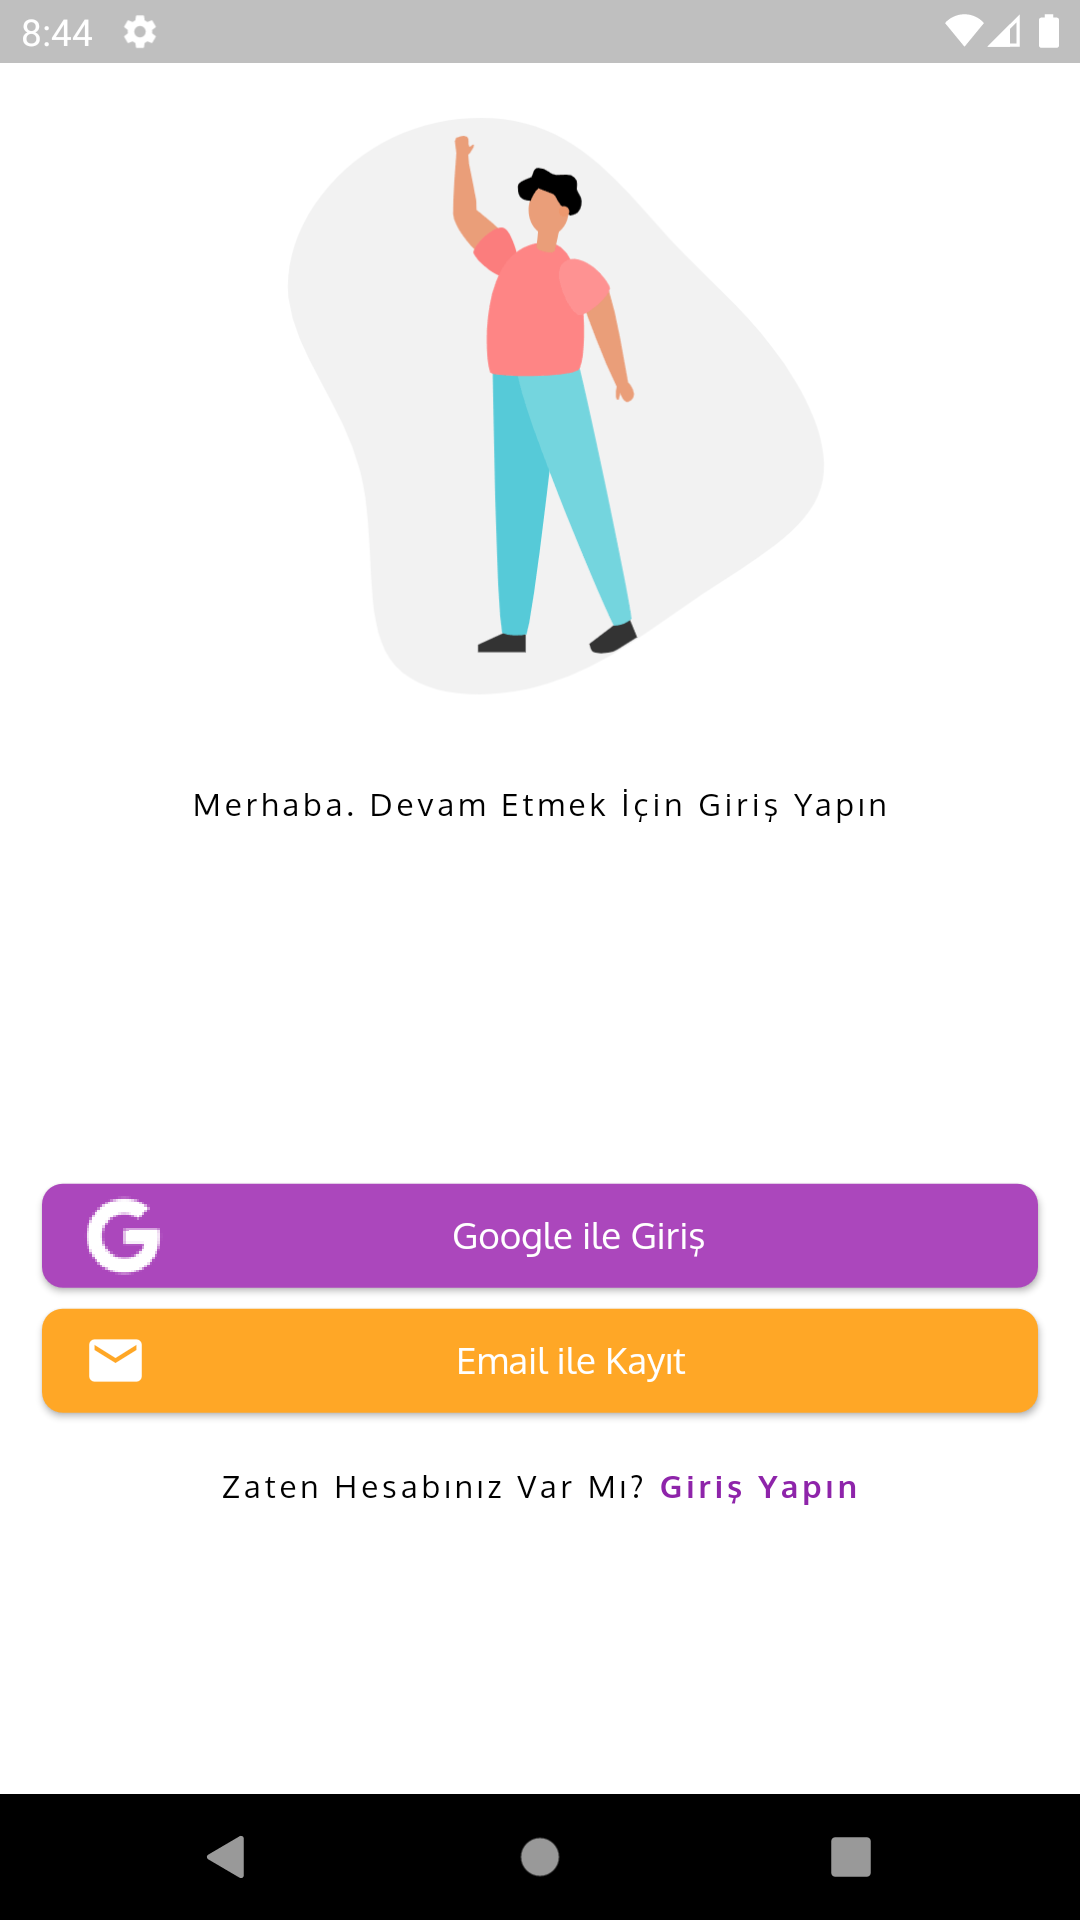 8:44
Merhaba. Devam Etmek İçin Giriş Yapın
Google ile Giriş
Email ile Kayıt
Zaten Hesabınız Var Mı? Giriş Yapın